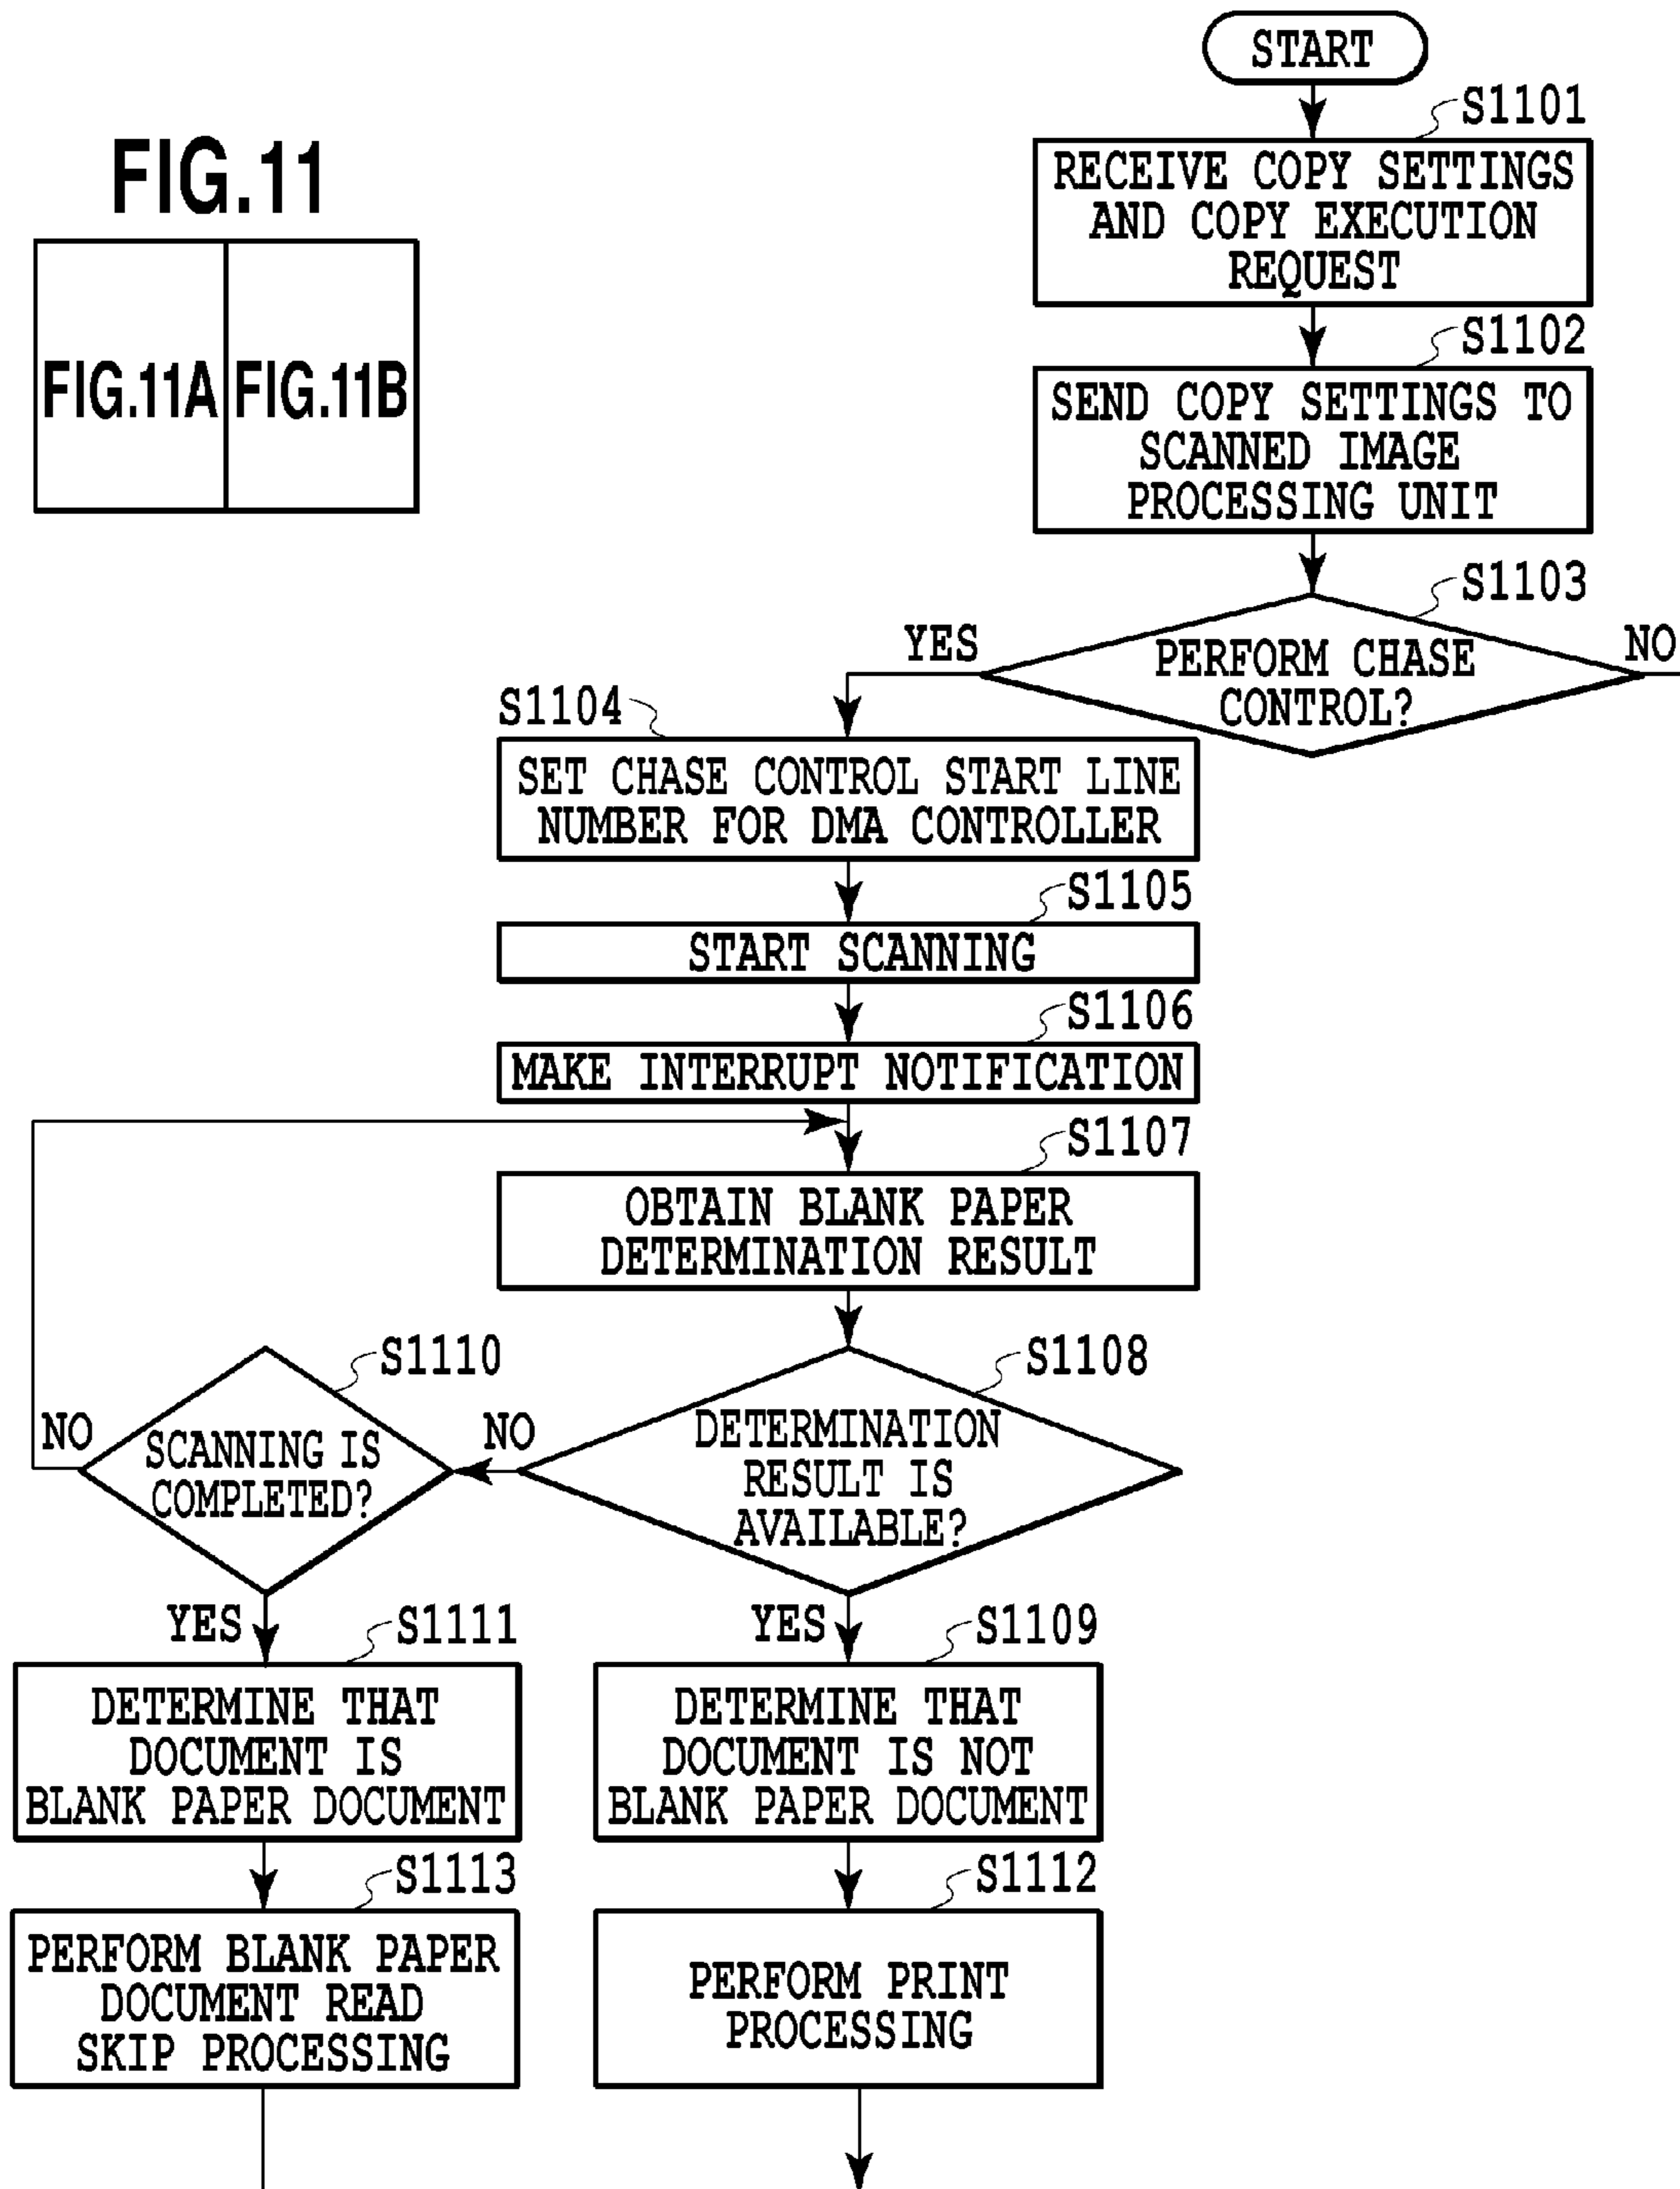 FIG.11
FIG.11A
FIG.11B
START
S1101
RECEIVE COPY SETTINGS
AND COPY EXECUTION
REQUEST
S1102
SEND COPY SETTINGS TO
SCANNED IMAGE
PROCESSING UNIT
S1103
PERFORM CHASE
CONTROL?
YES
NO
S1104
SET CHASE CONTROL START LINE
NUMBER FOR DMA CONTROLLER
S1105
START SCANNING
S1106
MAKE INTERRUPT NOTIFICATION
S1107
OBTAIN BLANK PAPER
DETERMINATION RESULT
S1108
DETERMINATION
RESULT IS
AVAILABLE?
NO
S1110
SCANNING IS
COMPLETED?
NO
YES
S1111
DETERMINE THAT
DOCUMENT IS
BLANK PAPER DOCUMENT
YES
S1109
DETERMINE THAT
DOCUMENT IS NOT
BLANK PAPER DOCUMENT
S1113
PERFORM BLANK PAPER
DOCUMENT READ
SKIP PROCESSING
S1112
PERFORM PRINT
PROCESSING